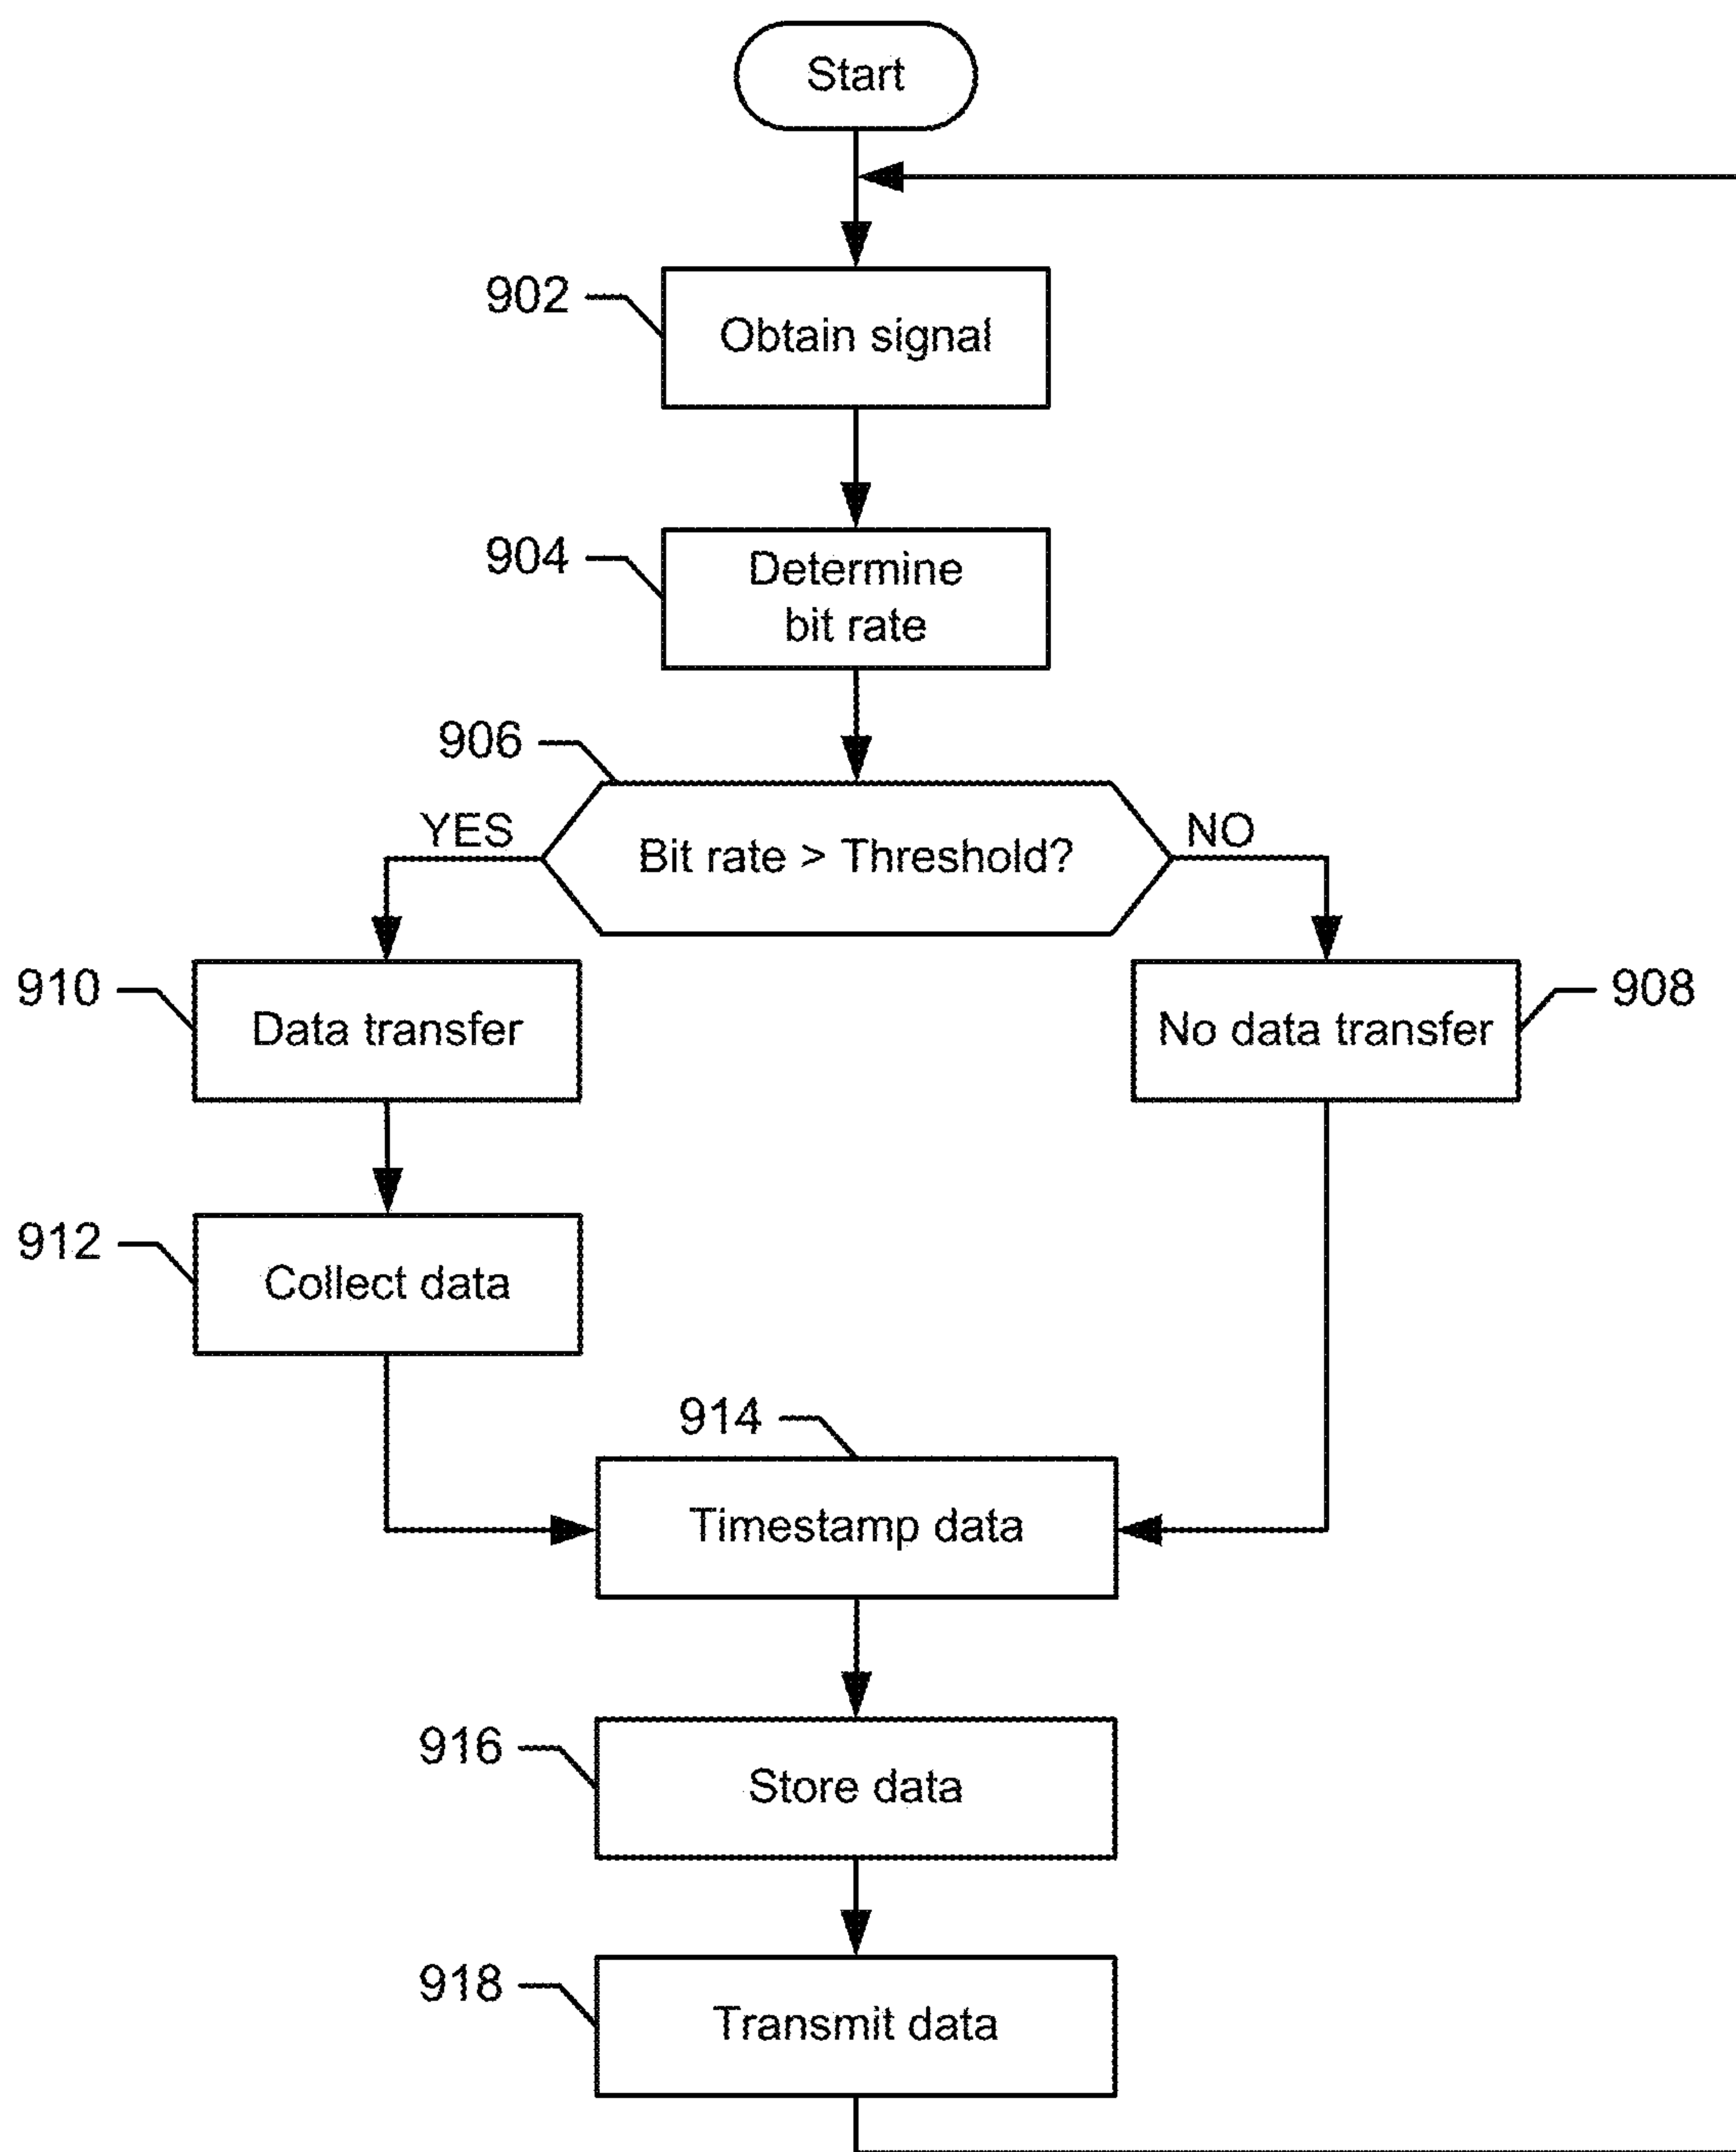 Start
902
Obtain signal
904
Determine
bit rate
906
YES
Bit rate > Threshold?
NO
910
Data transfer
No data transfer
908
912
Collect data
914
Timestamp data
916
Store data
918
Transmit data